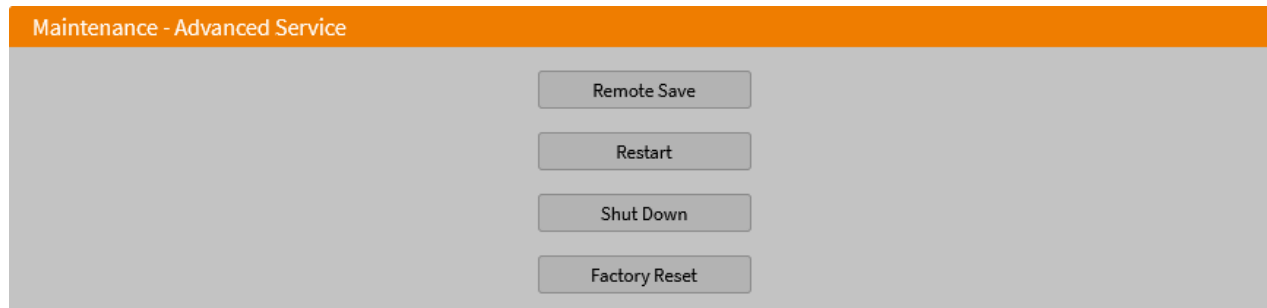 Maintenance - Advanced Service
Remote Save
Restart
Shut Down
Factory Reset